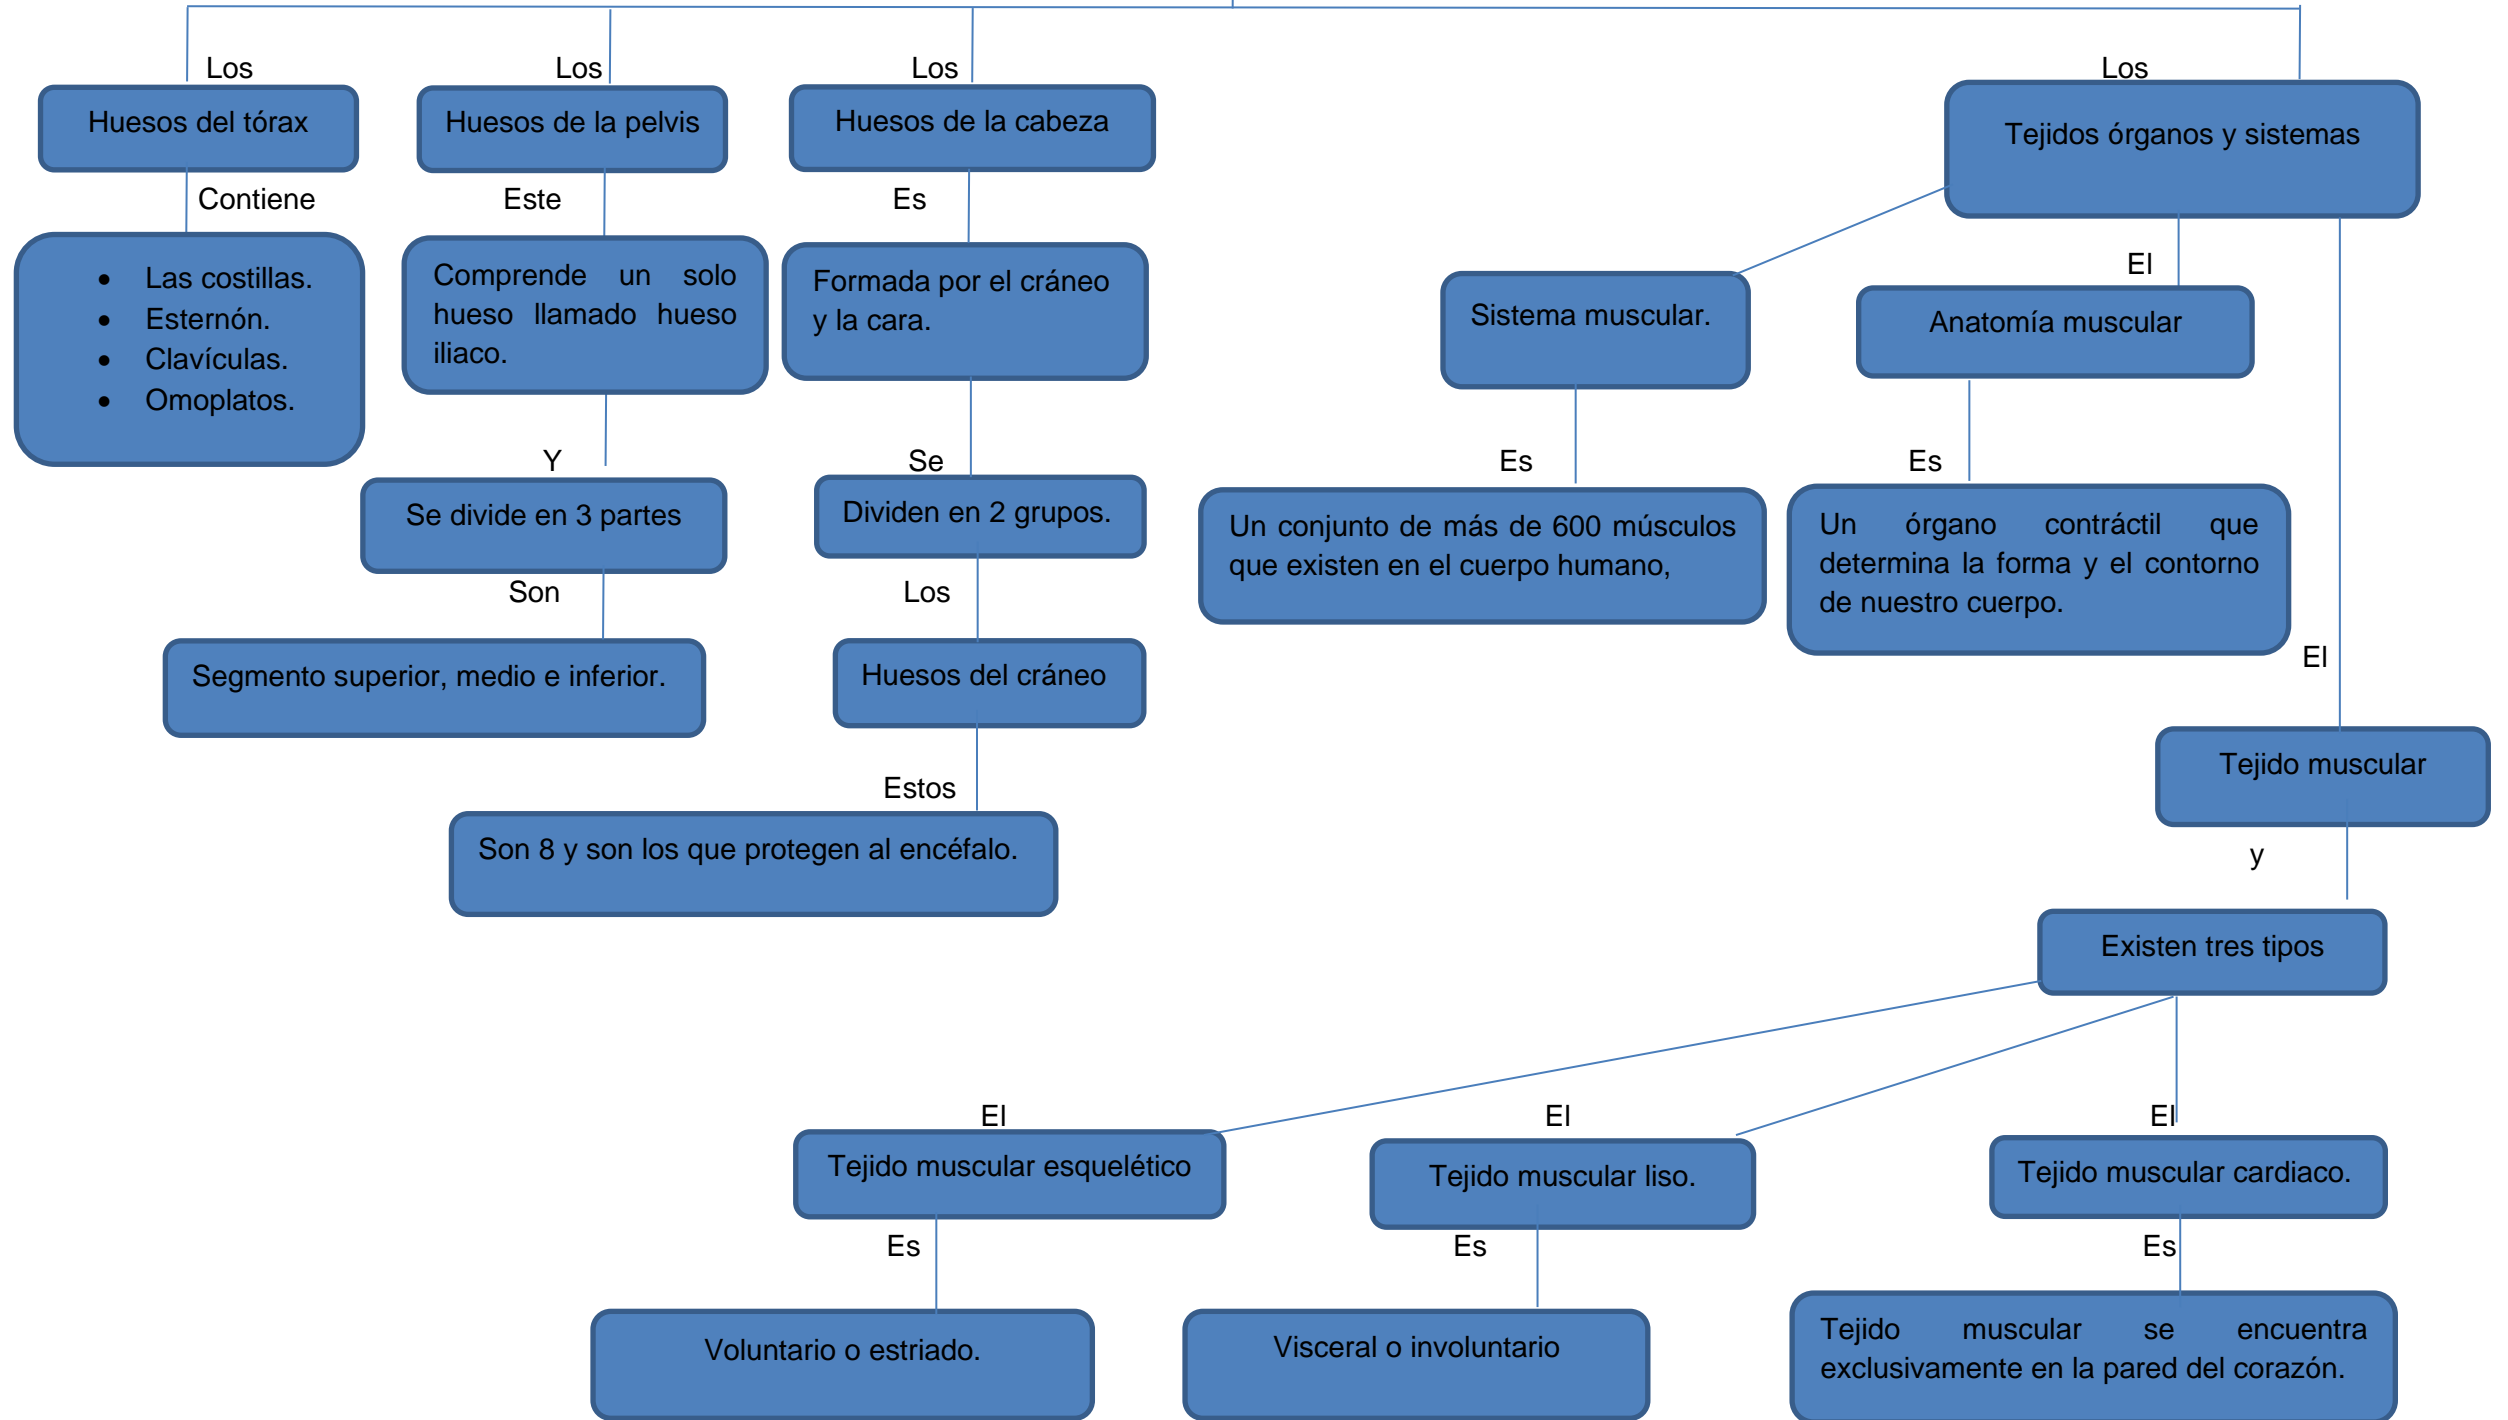 Los
Los
Los
Los
Huesos del tórax
Huesos de la pelvis
Huesos de la cabeza
Tejidos órganos y sistemas
Contiene
Este
Es
• Las costillas.
• Esternón.
• Clavículas.
• Omoplatos.
Comprende un solo
hueso llamado hueso
iliaco.
Formada por el cráneo
y la cara.
Sistema muscular.
El
Anatomía muscular
Y
Se
Es
Es
Se divide en 3 partes
Dividen en 2 grupos.
Un conjunto de más de 600 músculos
que existen en el cuerpo humano,
Un órgano contráctil que
determina la forma y el contorno
de nuestro cuerpo.
Son
Los
El
Segmento superior, medio e inferior.
Huesos del cráneo
Tejido muscular
Estos
Son 8 y son los que protegen al encéfalo.
y
Existen tres tipos
El
El
El
Tejido muscular esquelético
Tejido muscular liso.
Tejido muscular cardiaco.
Es
Es
Es
Voluntario o estriado.
Visceral o involuntario
Tejido muscular se encuentra
exclusivamente en la pared del corazón.